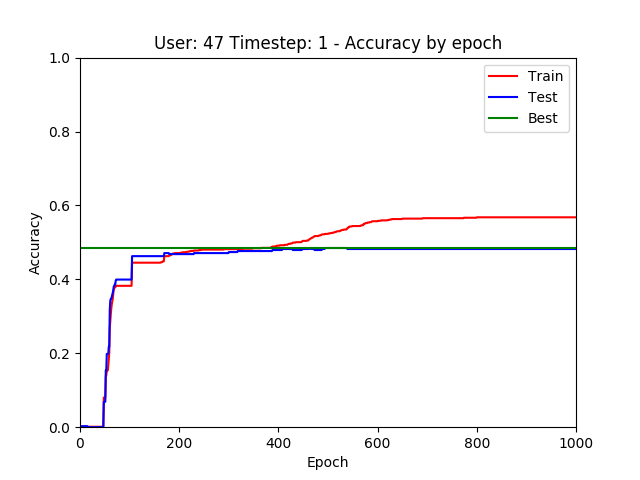 User: 47 Timestep: 1 - Accuracy by epoch
1.0
0.8
0.6
0.4
0.2
0.0
Accuracy
Train
Test
Best
0 200 400 600 800 1000
Epoch